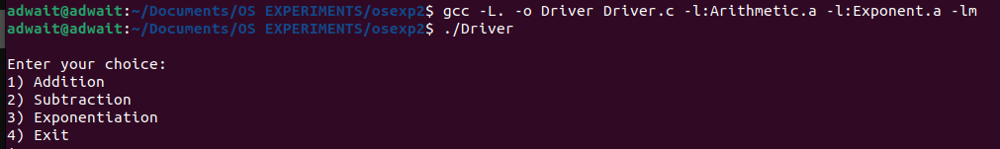 adwait@adwait:~/Documents/OS EXPERIMENTS/osexp2$ gcc -L. -o Driver Driver.c -l:Arithmetic.a -l:Exponent.a -lm
adwait@adwait:~/Documents/OS EXPERIMENTS/osexp2$ ./Driver
Enter your choice:
1) Addition
2) Subtraction
3) Exponentiation
4) Exit